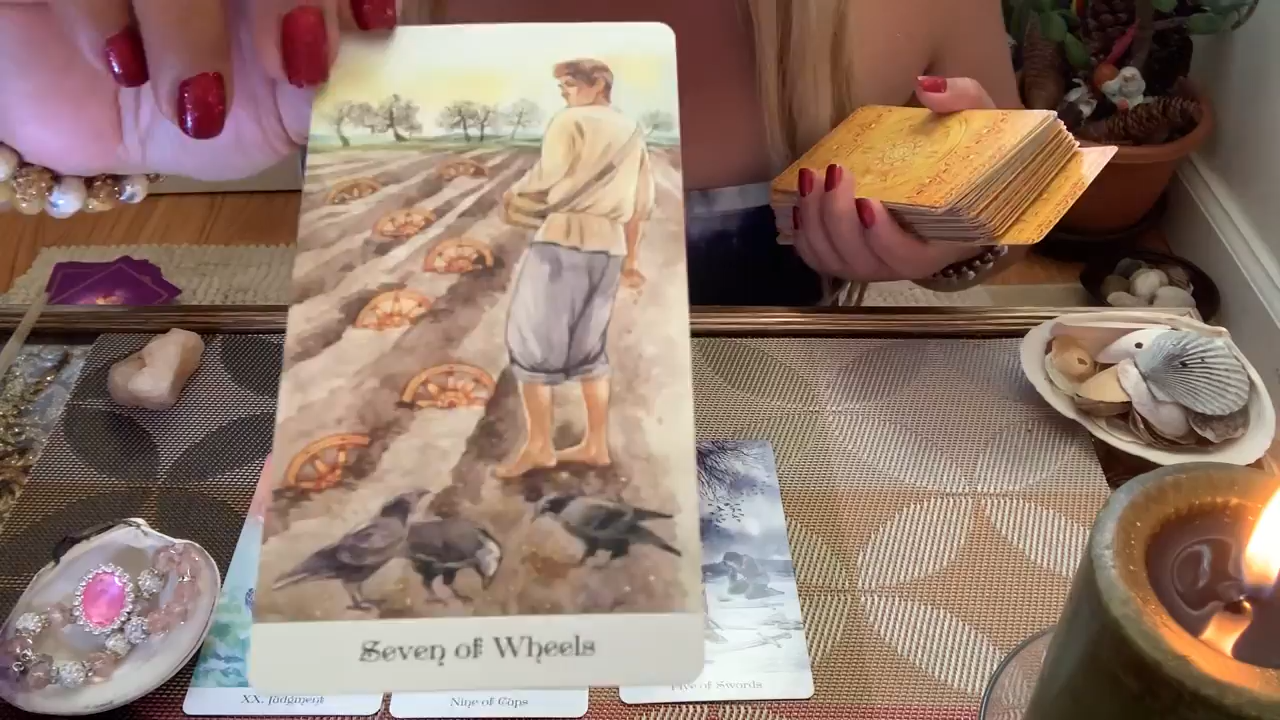 Seven of Wheels
XX. Judgment
Nine of Cups
Five of Swords